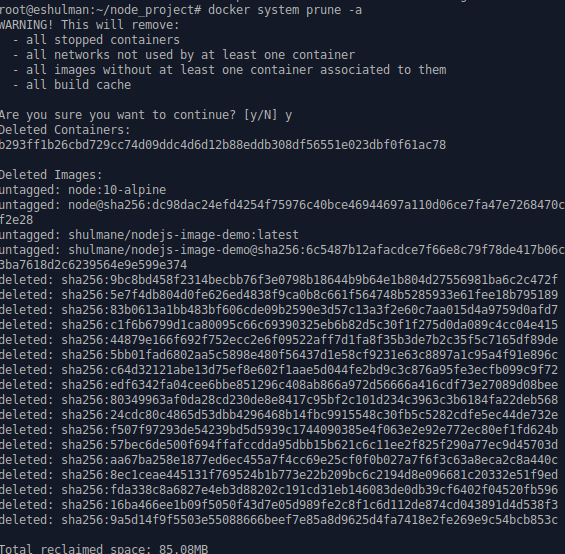 root@eshulman:~/node_project# docker system prune -a
WARNING! This will remove:
  - all stopped containers
  - all networks not used by at least one container
  - all images without at least one container associated to them
  - all build cache

Are you sure you want to continue? [y/N] y
Deleted Containers:
b293ff1b26cbd729cc74d09ddc4d6d12b88eddb308df56551e023dbf0f61ac78

Deleted Images:
untagged: node:10-alpine
untagged: node@sha256:dc98dac24efd4254f75976c40bce46944697a110d06ce7fa47e7268470c
f2e28
untagged: shulmane/nodejs-image-demo:latest
untagged: shulmane/nodejs-image-demo@sha256:6c5487b12afacdce7f66e8c79f78de417b06c
3ba7618d2c6239564e9e599e374
deleted: sha256:9bc8bd458f2314becbb76f3e0798b18644b9b64e1b804d27556981ba6c2c472f
deleted: sha256:5e7f4db804d0fe626ed4838f9ca0b8c661f564748b5285933e61fee18b795189
deleted: sha256:83b0613a1bb483bf606cde09b2590e3d57c13a3f2e60c7aa015d4a9759d0afd7
deleted: sha256:c1f6b6799d1ca80095c66c69390325eb6b82d5c30f1f275d0da089c4cc04e415
deleted: sha256:44879e166f692f752ecc2e6f09522aff7d1fa8f35b3de7b2c35f5c7165df89de
deleted: sha256:5bb01fad6802aa5c5898e480f56437d1e58cf9231e63c8897a1c95a4f91e896c
deleted: sha256:c64d32121abe13d75ef8e602f1aae5d044fe2bd9c3c876a95fe3ecfb099c9f72
deleted: sha256:edf6342fa04cee6bbe851296c408ab866a972d56666a416cdf73e27089d08bee
deleted: sha256:80349963af0da28cd230de8e8417c95bf2c101d234c3963c3b6184fa22deb568
deleted: sha256:24cdc80c4865d53dbb4296468b14fbc9915548c30fb5c5282cdfe5ec44de732e
deleted: sha256:f507f97293de54239bd5d5939c1744090385e4f063e2e92e772ec80ef1fd624b
deleted: sha256:57bec6de500f694ffafccdda95dbb15b621c6c11ee2f825f290a77ec9d45703d
deleted: sha256:aa67ba258e1877ed6ec455a7f4cc69e25cf0f0b027a7f6f3c63a8eca2c8a440c
deleted: sha256:8ec1ceae445131f769524b1b773e22b209bc6c2194d8e096681c20332e51f9ed
deleted: sha256:fda338c8a6827e4eb3d88202c191cd31eb146083de0db39cf6402f04520fb596
deleted: sha256:16ba466ee1b09f5050f43d7e05d989fe2c8f1c6d112de874cd043891d4d538f3
deleted: sha256:9a5d14f9f5503e55088666beef7e85a8d9625d4fa7418e2fe269e9c54bcb853c

Total reclaimed space: 85.08MB